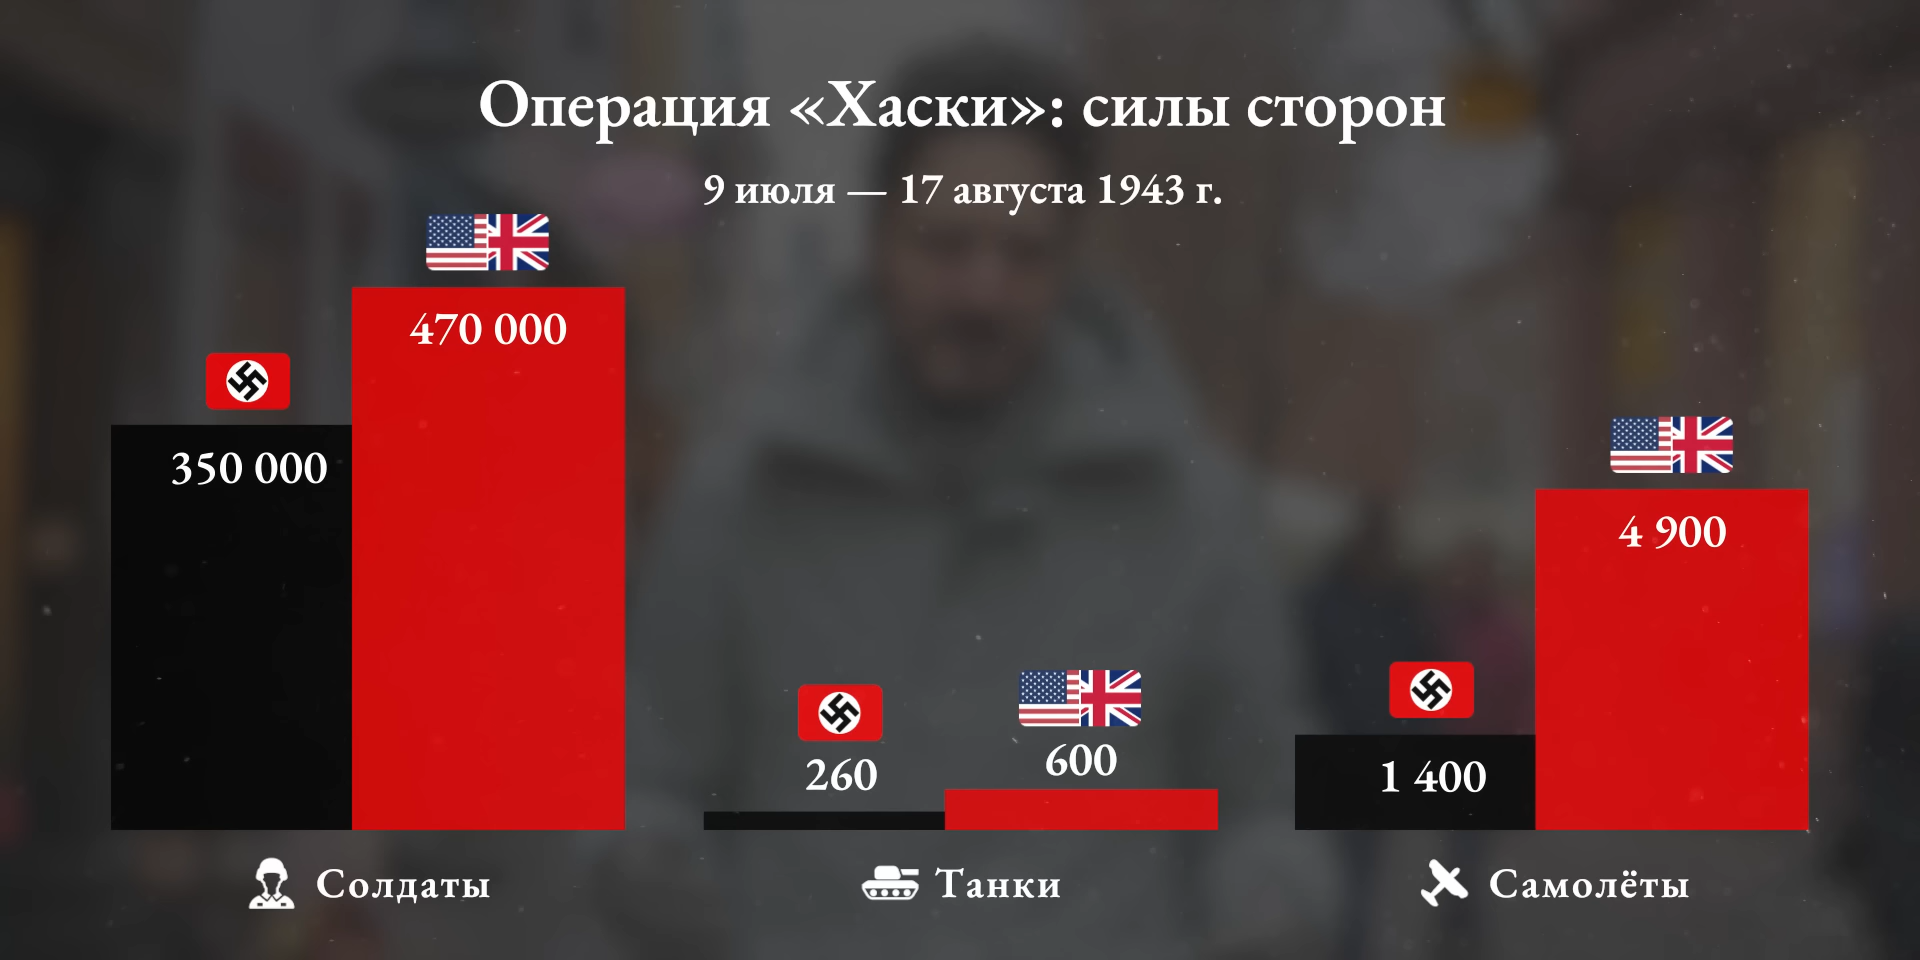 Операция «Хаски»: силы сторон
9 июля — 17 августа 1943 г.
350 000
470 000
260
600
1 400
4 900
Солдаты
Танки
Самолёты